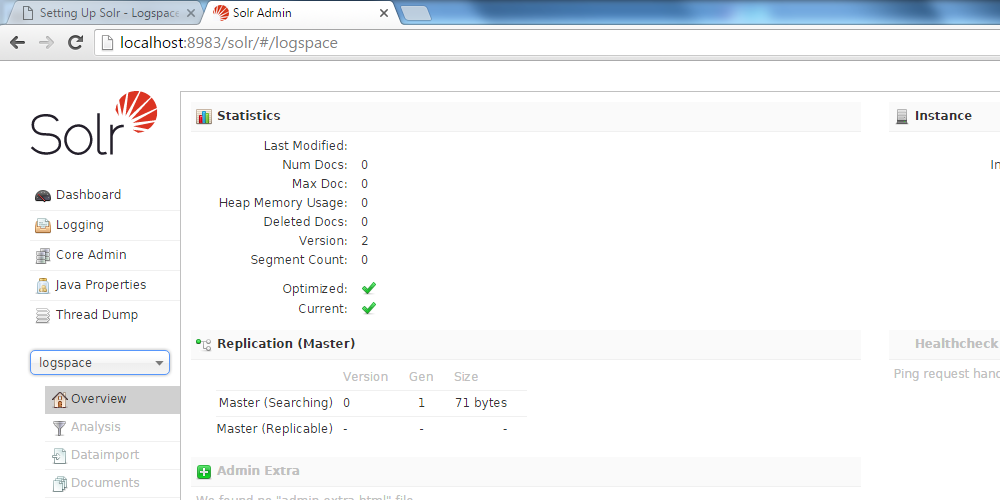 Setting Up Solr - Logspace
Solr Admin
localhost:8983/solr/#/logspace
Solr
Dashboard
Logging
Core Admin
Java Properties
Thread Dump
logspace
Overview
Analysis
Dataimport
Documents
Statistics
Last Modified:
Num Docs: 0
Max Doc: 0
Heap Memory Usage: 0
Deleted Docs: 0
Version: 2
Segment Count: 0
Optimized:
Current:
Replication (Master)
Version Gen Size
Master (Searching) 0 1 71 bytes
Master (Replicable) - - -
Admin Extra
We found no "admin-extra.html" file.
Instance
In
Healthcheck
Ping request hand